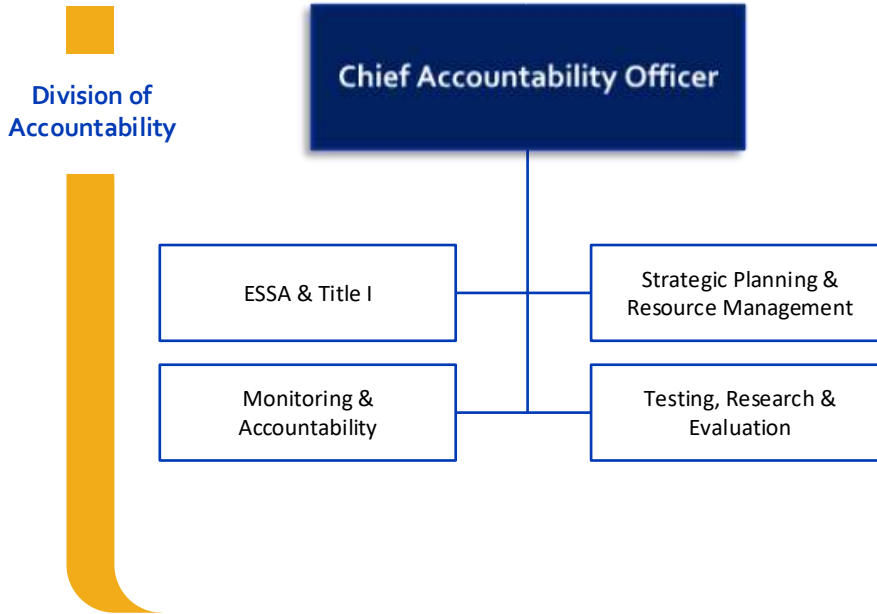 Division of
Accountability
Chief Accountability Officer
ESSA & Title I
Strategic Planning &
Resource Management
Monitoring &
Accountability
Testing, Research &
Evaluation